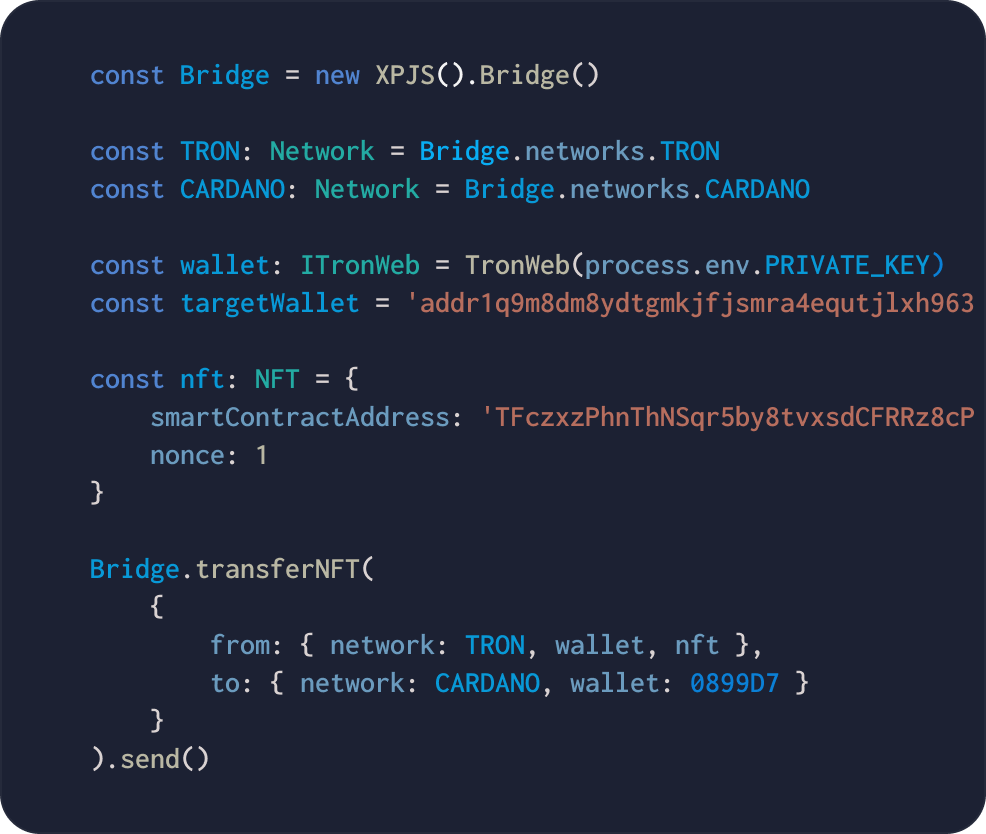 const Bridge = new XPJS().Bridge()
const TRON: Network = Bridge.networks.TRON
const CARDANO: Network = Bridge.networks.CARDANO
const wallet: ITronWeb = TronWeb(process.env.PRIVATE_KEY)
const targetWallet = 'addr1q9m8dm8ydtgmkjfjsmra4equtjlxh963
const nft: NFT = {
    smartContractAddress: 'TFczxzPhnThNSqr5by8tvxsdCFRRz8cP
    nonce: 1
}
Bridge.transferNFT(
    {
        from: { network: TRON, wallet, nft },
        to: { network: CARDANO, wallet: 0899D7 }
    }
).send()